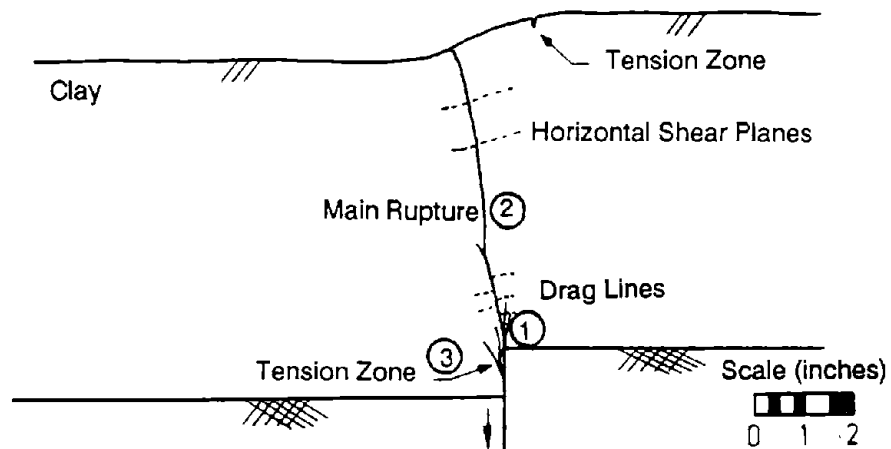 Tension Zone
Clay
Horizontal Shear Planes
Main Rupture 2
Drag Lines
1
3
Tension Zone
Scale (inches)
0 1 2